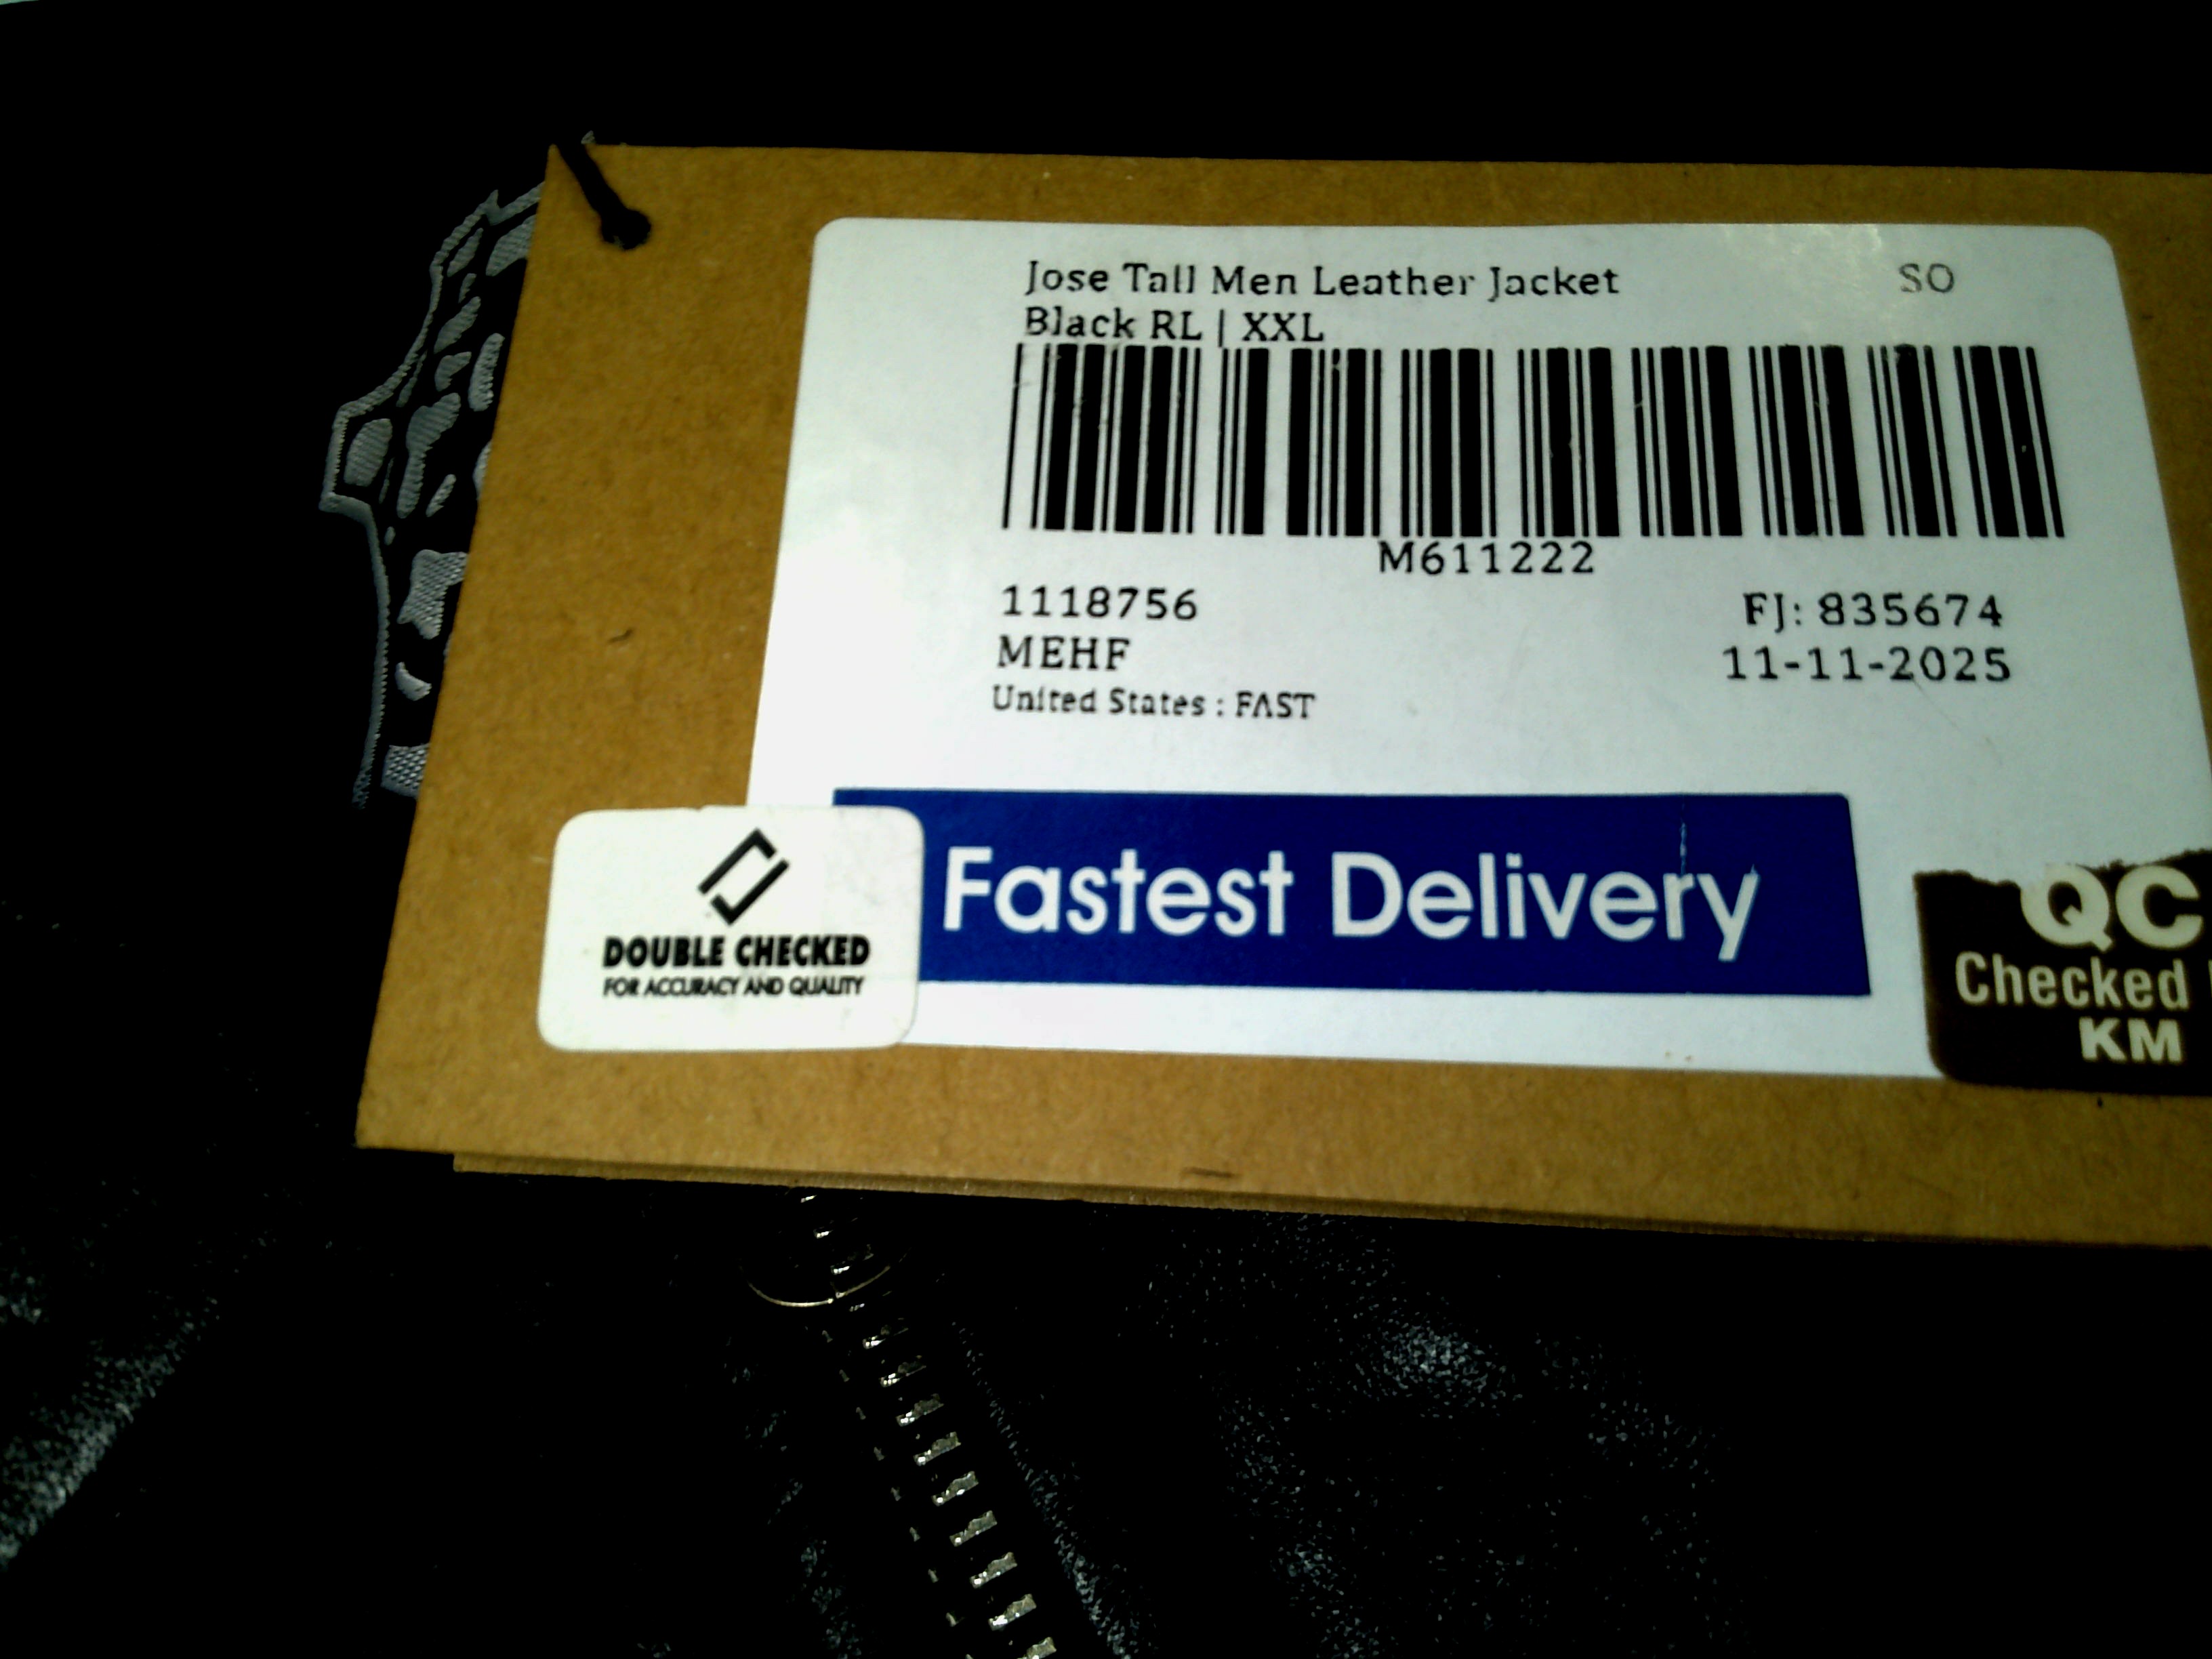 Jose Tall Men Leather Jacket SO
Black RL | XXL
M611222
1118756 FJ: 835674
MEHF 11-11-2025
United States : FAST
Fastest Delivery
DOUBLE CHECKED
FOR ACCURACY AND QUALITY
QC
Checked
KM